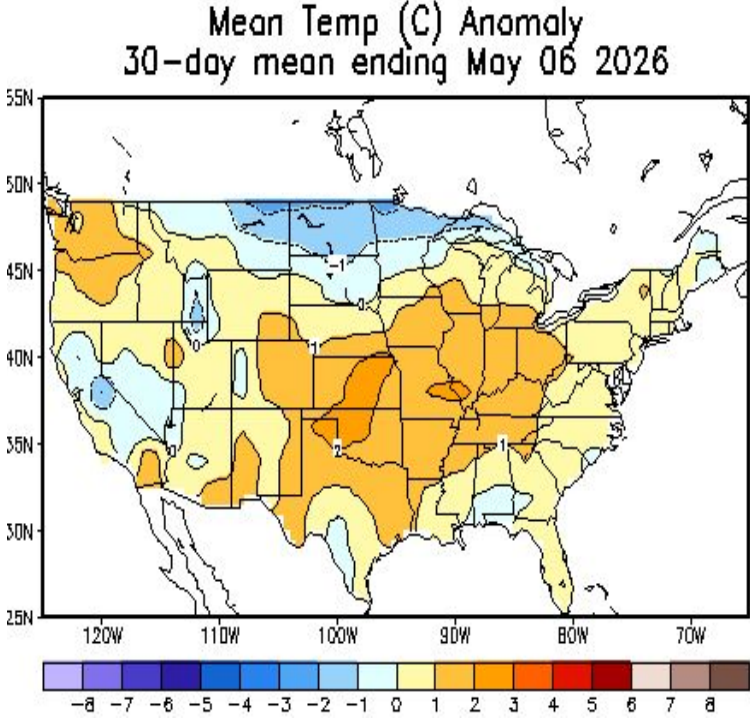 Mean Temp (C) Anomaly
30-day mean ending May 06 2026
55N
50N
45N
40N
35N
30N
25N
-1
0
1
0
0
2
1
120W 110W 100W 90W 80W 70W
-8 -7 -6 -5 -4 -3 -2 -1 0 1 2 3 4 5 6 7 8